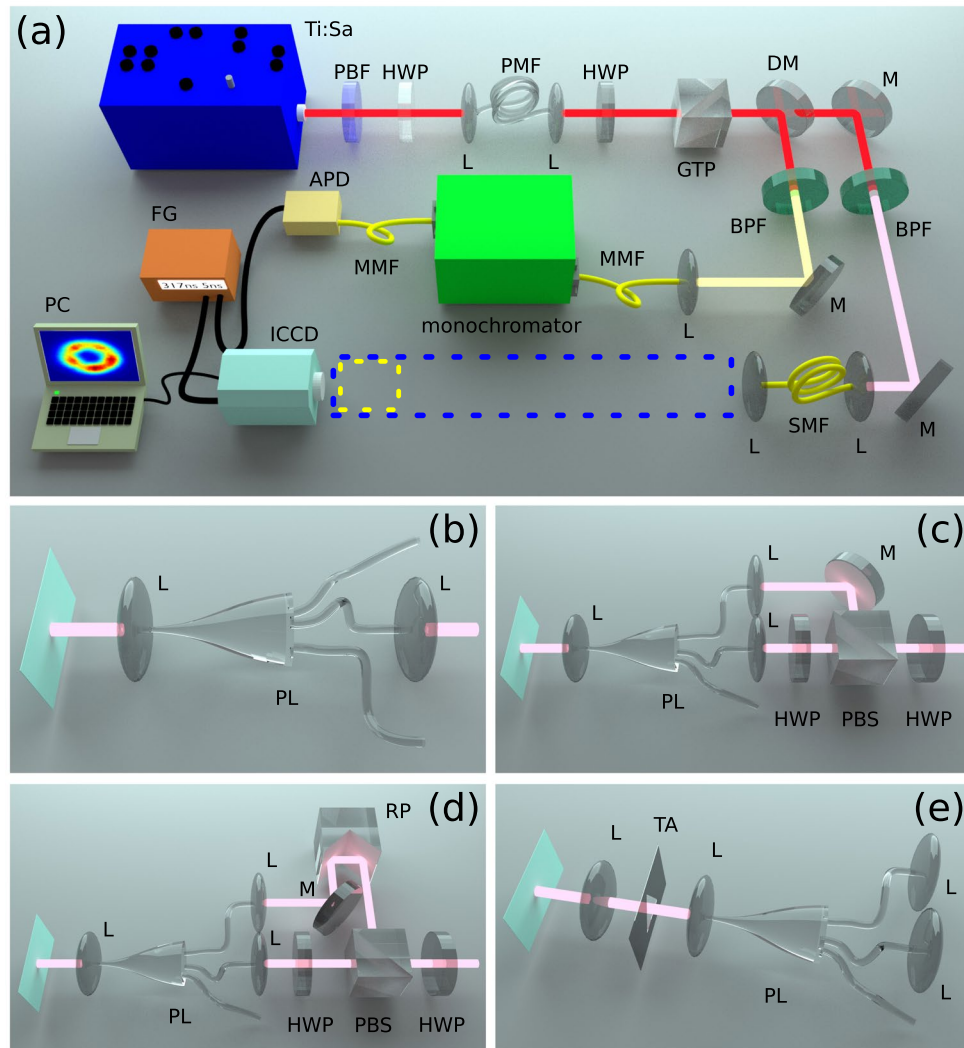 (a)
Ti:Sa
PBF
HWP
PMF
HWP
DM
M
L
L
GTP
APD
FG
BPF
BPF
MMF
MMF
317ns 5ns
PC
ICCD
monochromator
L
M
SMF
M
L
L
(b)
L
L
PL
(c)
L
M
L
L
PL
HWP
PBS
HWP
(d)
RP
L
M
L
L
PL
HWP
PBS
HWP
(e)
L
TA
L
L
PL
L